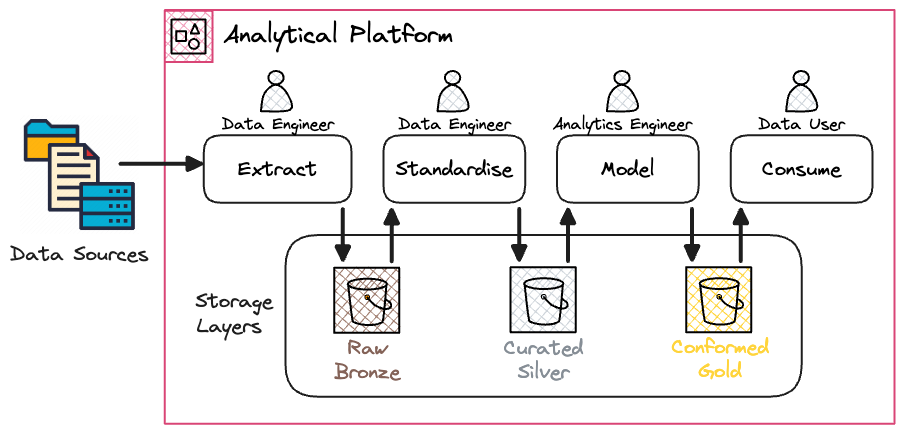 Analytical Platform
Data Engineer
Data Engineer
Analytics Engineer
Data User
Extract
Standardise
Model
Consume
Data Sources
Storage
Layers
Raw
Bronze
Curated
Silver
Conformed
Gold